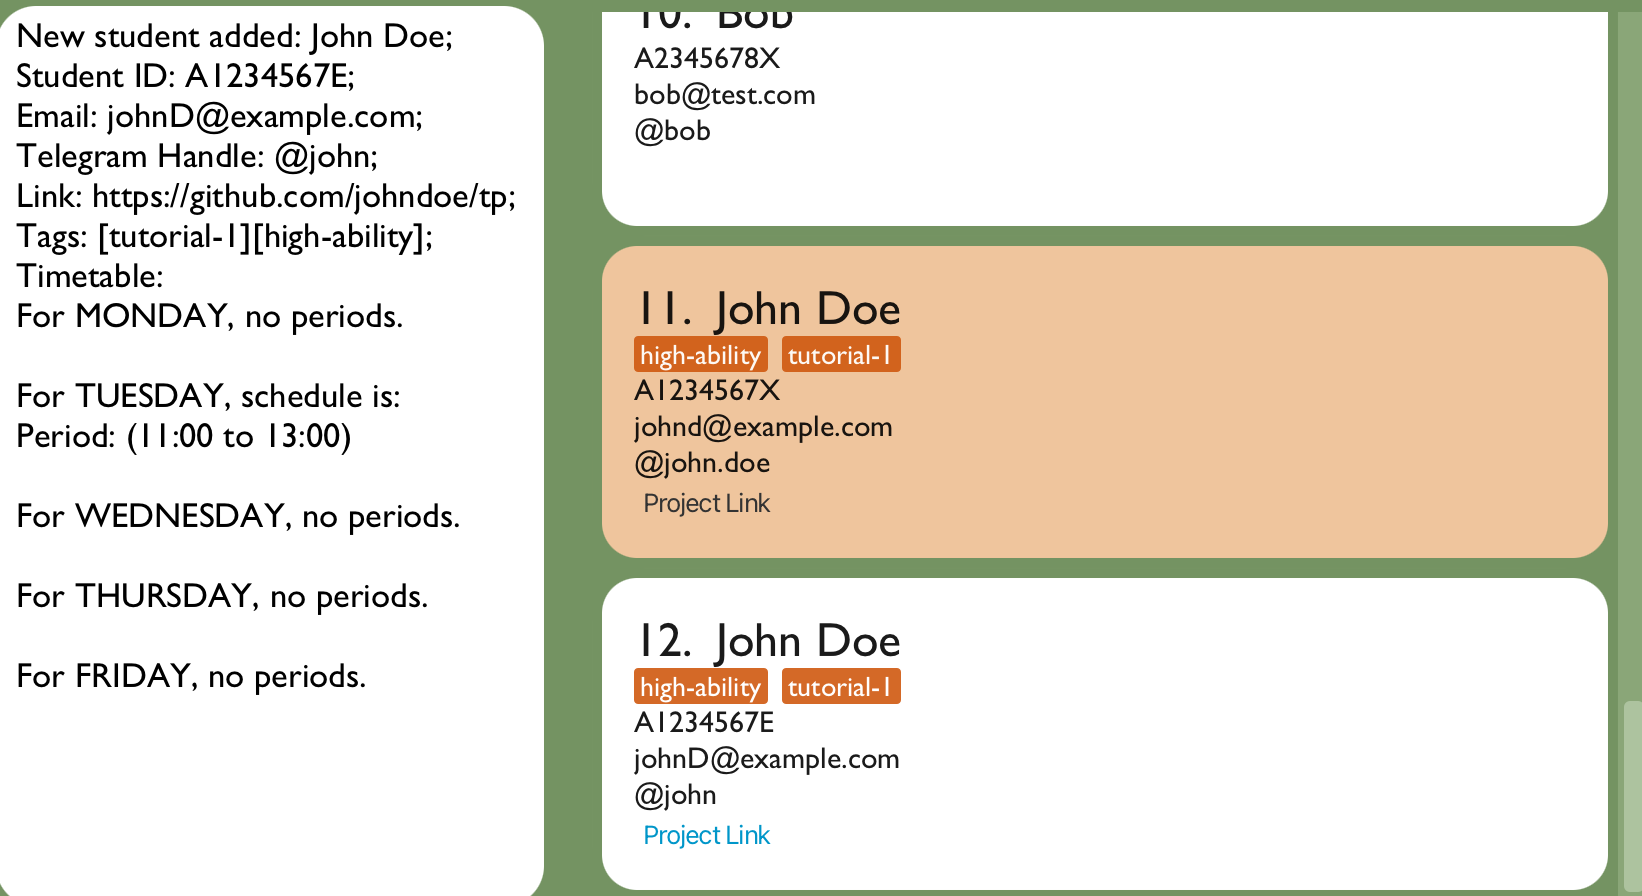 New student added: John Doe;
Student ID: A1234567E;
Email: johnD@example.com;
Telegram Handle: @john;
Link: https://github.com/johndoe/tp;
Tags: [tutorial-1][high-ability];
Timetable:
For MONDAY, no periods.
For TUESDAY, schedule is:
Period: (11:00 to 13:00)
For WEDNESDAY, no periods.
For THURSDAY, no periods.
For FRIDAY, no periods.
10. Bob
A2345678X
bob@test.com
@bob
11. John Doe
high-ability tutorial-1
A1234567X
johnd@example.com
@john.doe
Project Link
12. John Doe
high-ability tutorial-1
A1234567E
johnD@example.com
@john
Project Link